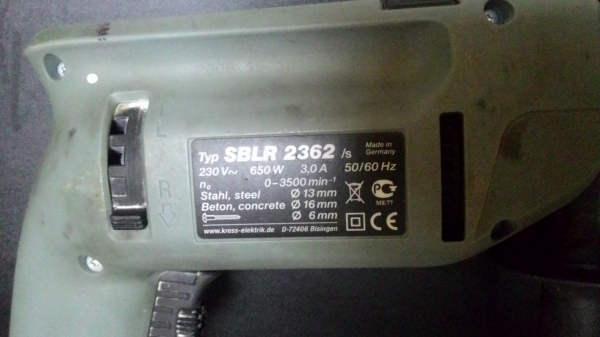 L
R
Typ SBLR 2362 /s
Made in
Germany
230 V~ 650 W 3,0 A 50/60 Hz
n₀ 0–3500 min⁻¹
Stahl, steel Ø 13 mm
Beton, concrete Ø 16 mm
Ø 6 mm
ME77
www.kress-elektrik.de D-72406 Bisingen
CE